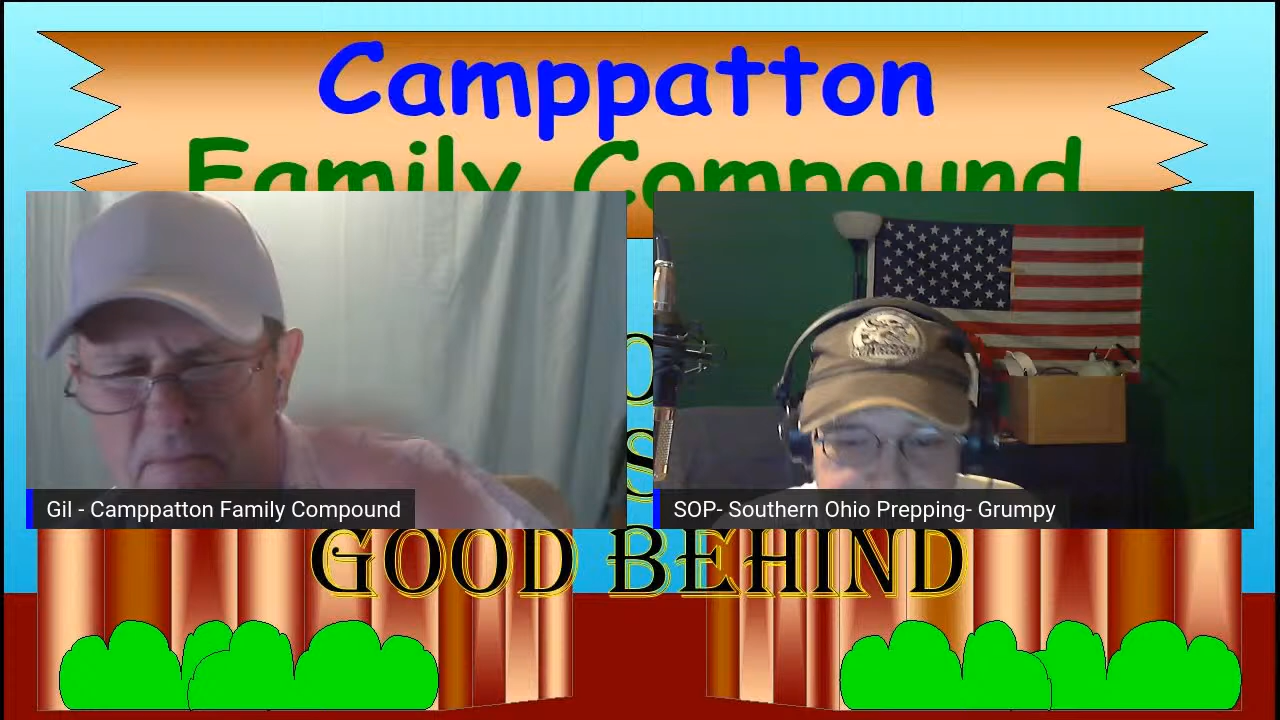 Camppatton
Family Compound
Gil - Camppatton Family Compound
SOP- Southern Ohio Prepping- Grumpy
GOOD BEHIND